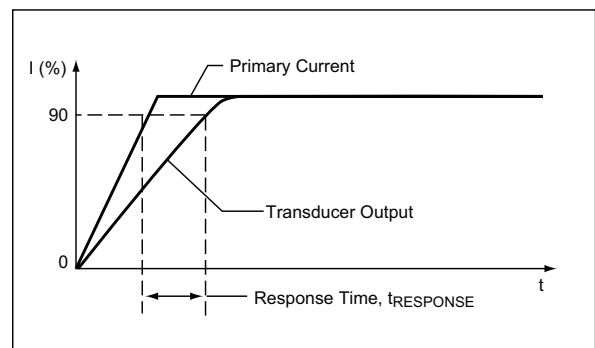 I (%)
Primary Current
90
Transducer Output
0
t
Response Time, tRESPONSE